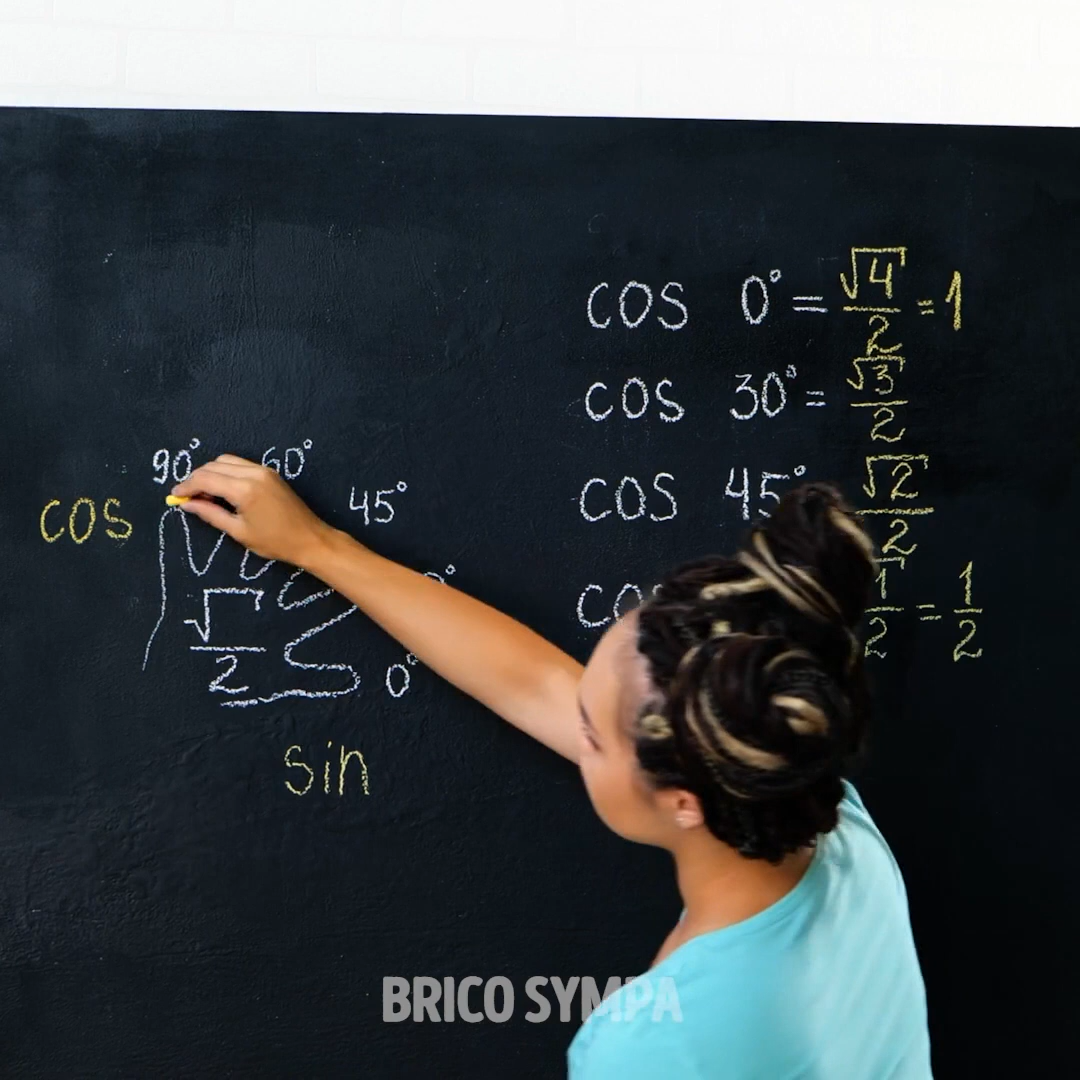 cos 0° = √4/2 = 1
cos 30° = √3/2
cos 45° √2/2
1/2 = 1/2
90° 60°
45°
cos
√/2
0°
sin
BRICO SYMPA